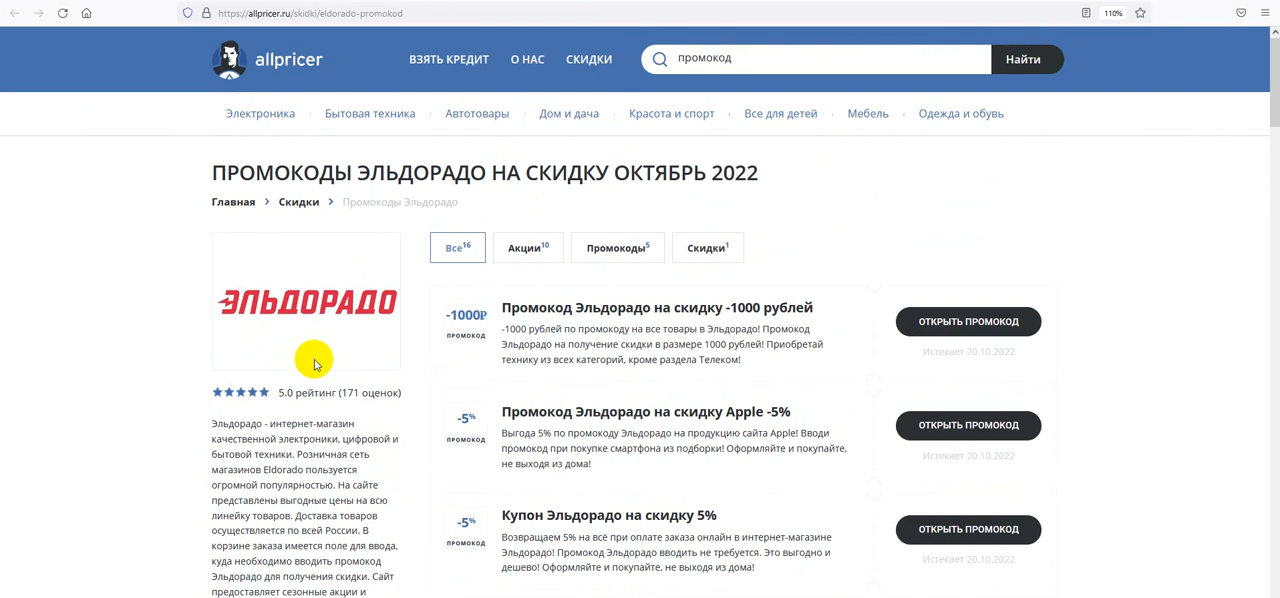 https://allpricer.ru/skidki/eldorado-promokod
110%
allpricer
ВЗЯТЬ КРЕДИТ
О НАС
СКИДКИ
промокод
Найти
Электроника
Бытовая техника
Автотовары
Дом и дача
Красота и спорт
Все для детей
Мебель
Одежда и обувь
ПРОМОКОДЫ ЭЛЬДОРАДО НА СКИДКУ ОКТЯБРЬ 2022
Главная > Скидки > Промокоды Эльдорадо
ЭЛЬДОРАДО
5.0 рейтинг (171 оценок)
Эльдорадо - интернет-магазин
качественной электроники, цифровой и
бытовой техники. Розничная сеть
магазинов Eldorado пользуется
огромной популярностью. На сайте
представлены выгодные цены на всю
линейку товаров. Доставка товаров
осуществляется по всей России. В
корзине заказа имеется поле для ввода,
куда необходимо вводить промокод
Эльдорадо для получения скидки. Сайт
предоставляет сезонные акции и
Все16
Акции10
Промокоды5
Скидки1
-1000₽
ПРОМОКОД
Промокод Эльдорадо на скидку -1000 рублей
-1000 рублей по промокоду на все товары в Эльдорадо! Промокод
Эльдорадо на получение скидки в размере 1000 рублей! Приобретай
технику из всех категорий, кроме раздела Телеком!
ОТКРЫТЬ ПРОМОКОД
Истекает 20.10.2022
-5%
ПРОМОКОД
Промокод Эльдорадо на скидку Apple -5%
Выгода 5% по промокоду Эльдорадо на продукцию сайта Apple! Вводи
промокод при покупке смартфона из подборки! Оформляйте и покупайте,
не выходя из дома!
ОТКРЫТЬ ПРОМОКОД
Истекает 20.10.2022
-5%
ПРОМОКОД
Купон Эльдорадо на скидку 5%
Возвращаем 5% на всё при оплате заказа онлайн в интернет-магазине
Эльдорадо! Промокод Эльдорадо вводить не требуется. Это выгодно и
дешево! Оформляйте и покупайте, не выходя из дома!
ОТКРЫТЬ ПРОМОКОД
Истекает 20.10.2022